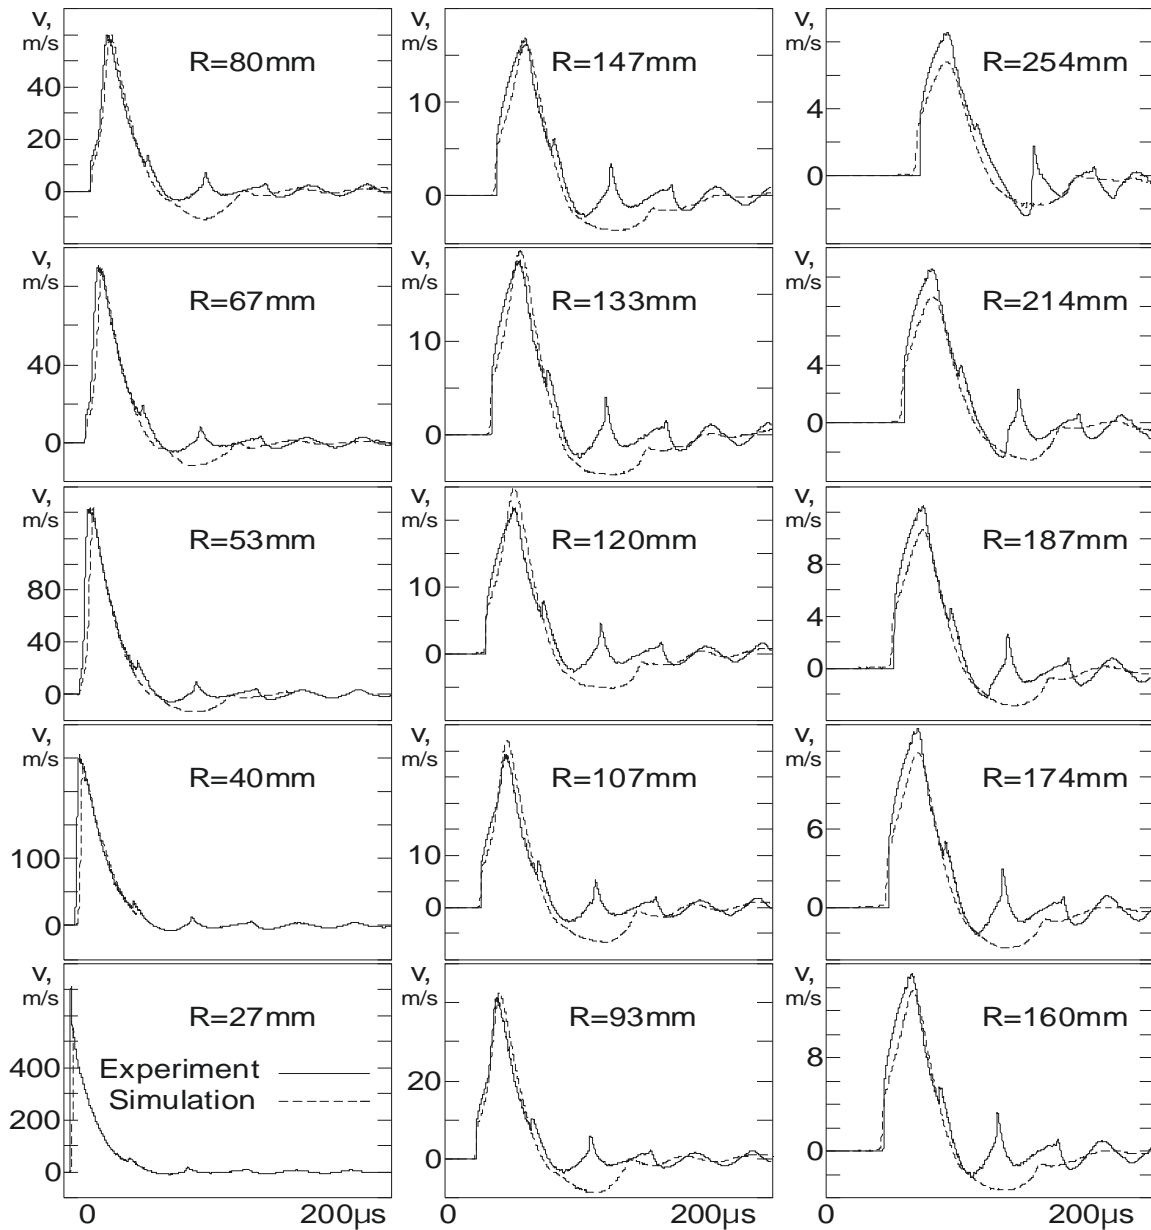 v,
m/s
R=80mm
40
20
0
v,
m/s
R=147mm
10
0
v,
m/s
R=254mm
4
0
v,
m/s
R=67mm
40
0
v,
m/s
R=133mm
10
0
v,
m/s
R=214mm
4
0
v,
m/s
R=53mm
80
40
0
v,
m/s
R=120mm
10
0
v,
m/s
R=187mm
8
4
0
v,
m/s
R=40mm
100
0
v,
m/s
R=107mm
10
0
v,
m/s
R=174mm
6
0
v,
m/s
R=27mm
400
200
0
Experiment
Simulation
0 200µs
v,
m/s
R=93mm
20
0
0 200µs
v,
m/s
R=160mm
8
0
0 200µs